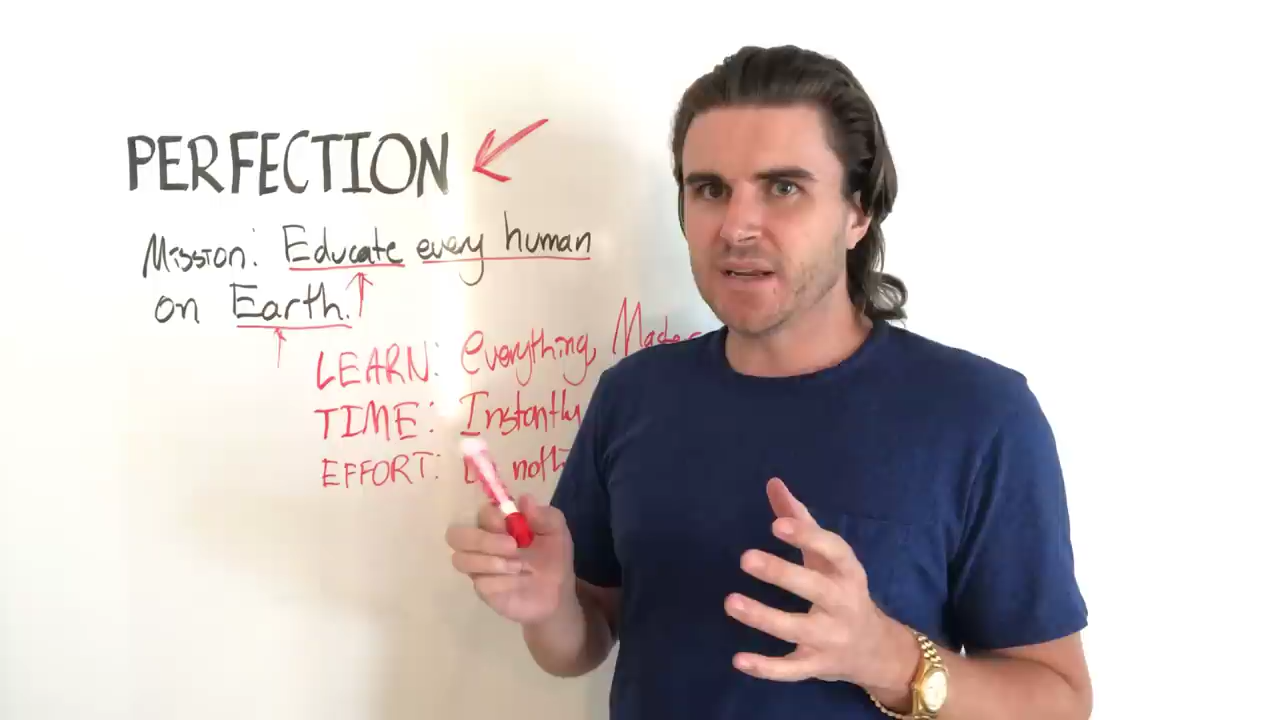 PERFECTION
Mission: Educate every human
on Earth.
LEARN: Everything,
TIME: Instantly
EFFORT: